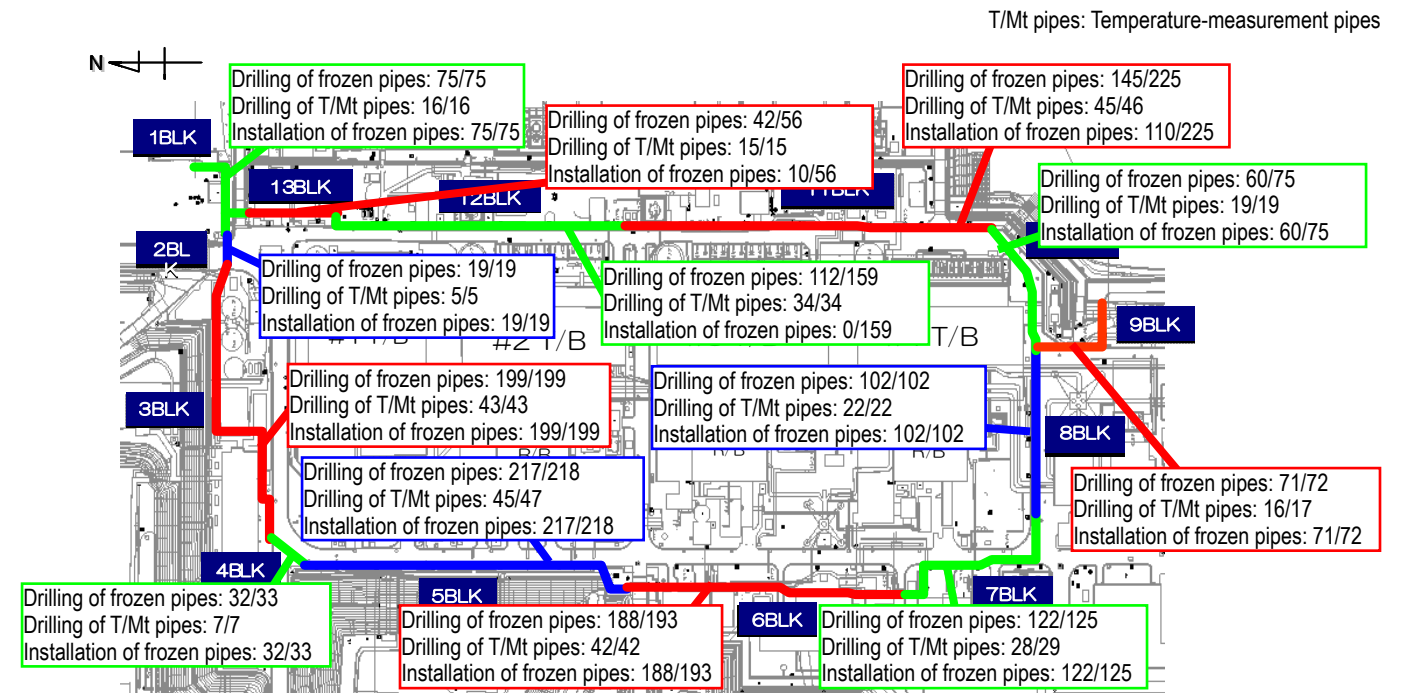 T/Mt pipes: Temperature-measurement pipes
N
Drilling of frozen pipes: 75/75
Drilling of T/Mt pipes: 16/16
Installation of frozen pipes: 75/75
Drilling of frozen pipes: 145/225
Drilling of T/Mt pipes: 45/46
Installation of frozen pipes: 110/225
1BLK
Drilling of frozen pipes: 42/56
Drilling of T/Mt pipes: 15/15
Installation of frozen pipes: 10/56
13BLK
12BLK
11BLK
Drilling of frozen pipes: 60/75
Drilling of T/Mt pipes: 19/19
Installation of frozen pipes: 60/75
2BL
K
Drilling of frozen pipes: 19/19
Drilling of T/Mt pipes: 5/5
Installation of frozen pipes: 19/19
Drilling of frozen pipes: 112/159
Drilling of T/Mt pipes: 34/34
Installation of frozen pipes: 0/159
9BLK
#2 T/B
T/B
Drilling of frozen pipes: 199/199
Drilling of T/Mt pipes: 43/43
Installation of frozen pipes: 199/199
Drilling of frozen pipes: 102/102
Drilling of T/Mt pipes: 22/22
Installation of frozen pipes: 102/102
3BLK
8BLK
R/B
R/B
R/B
Drilling of frozen pipes: 217/218
Drilling of T/Mt pipes: 45/47
Installation of frozen pipes: 217/218
Drilling of frozen pipes: 71/72
Drilling of T/Mt pipes: 16/17
Installation of frozen pipes: 71/72
4BLK
5BLK
6BLK
7BLK
Drilling of frozen pipes: 32/33
Drilling of T/Mt pipes: 7/7
Installation of frozen pipes: 32/33
Drilling of frozen pipes: 188/193
Drilling of T/Mt pipes: 42/42
Installation of frozen pipes: 188/193
Drilling of frozen pipes: 122/125
Drilling of T/Mt pipes: 28/29
Installation of frozen pipes: 122/125